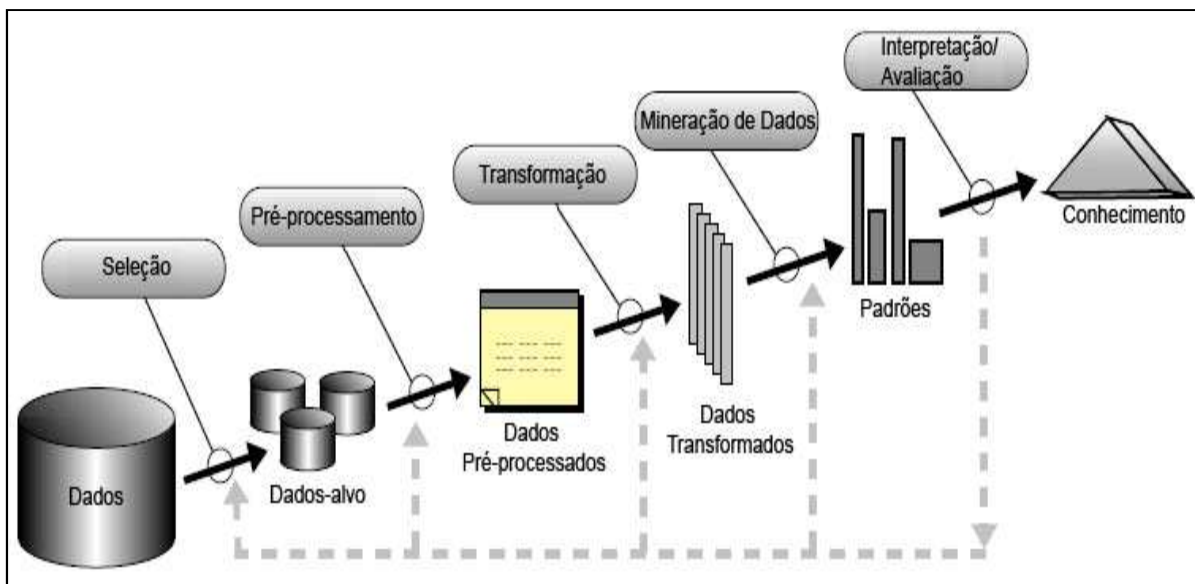 Dados
Seleção
Dados-alvo
Pré-processamento
Dados
Pré-processados
Transformação
Dados
Transformados
Mineração de Dados
Padrões
Interpretação/
Avaliação
Conhecimento